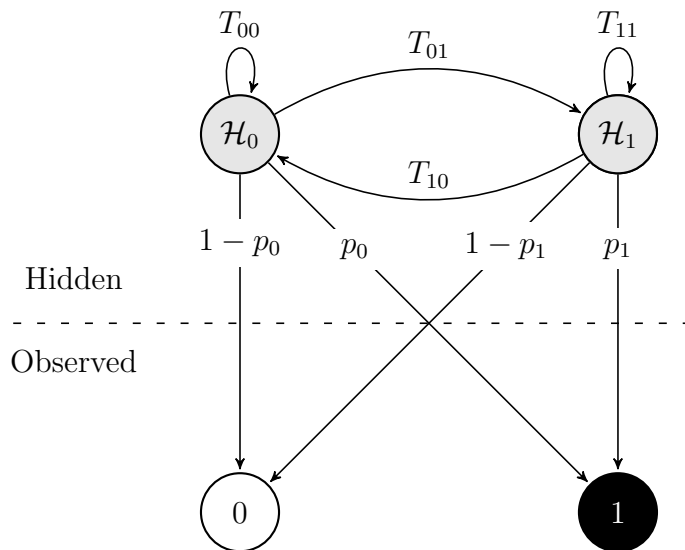 T₀₀
T₁₁
T₀₁
ℋ₀
ℋ₁
T₁₀
1 − p₀
p₀
1 − p₁
p₁
Hidden
Observed
0
1